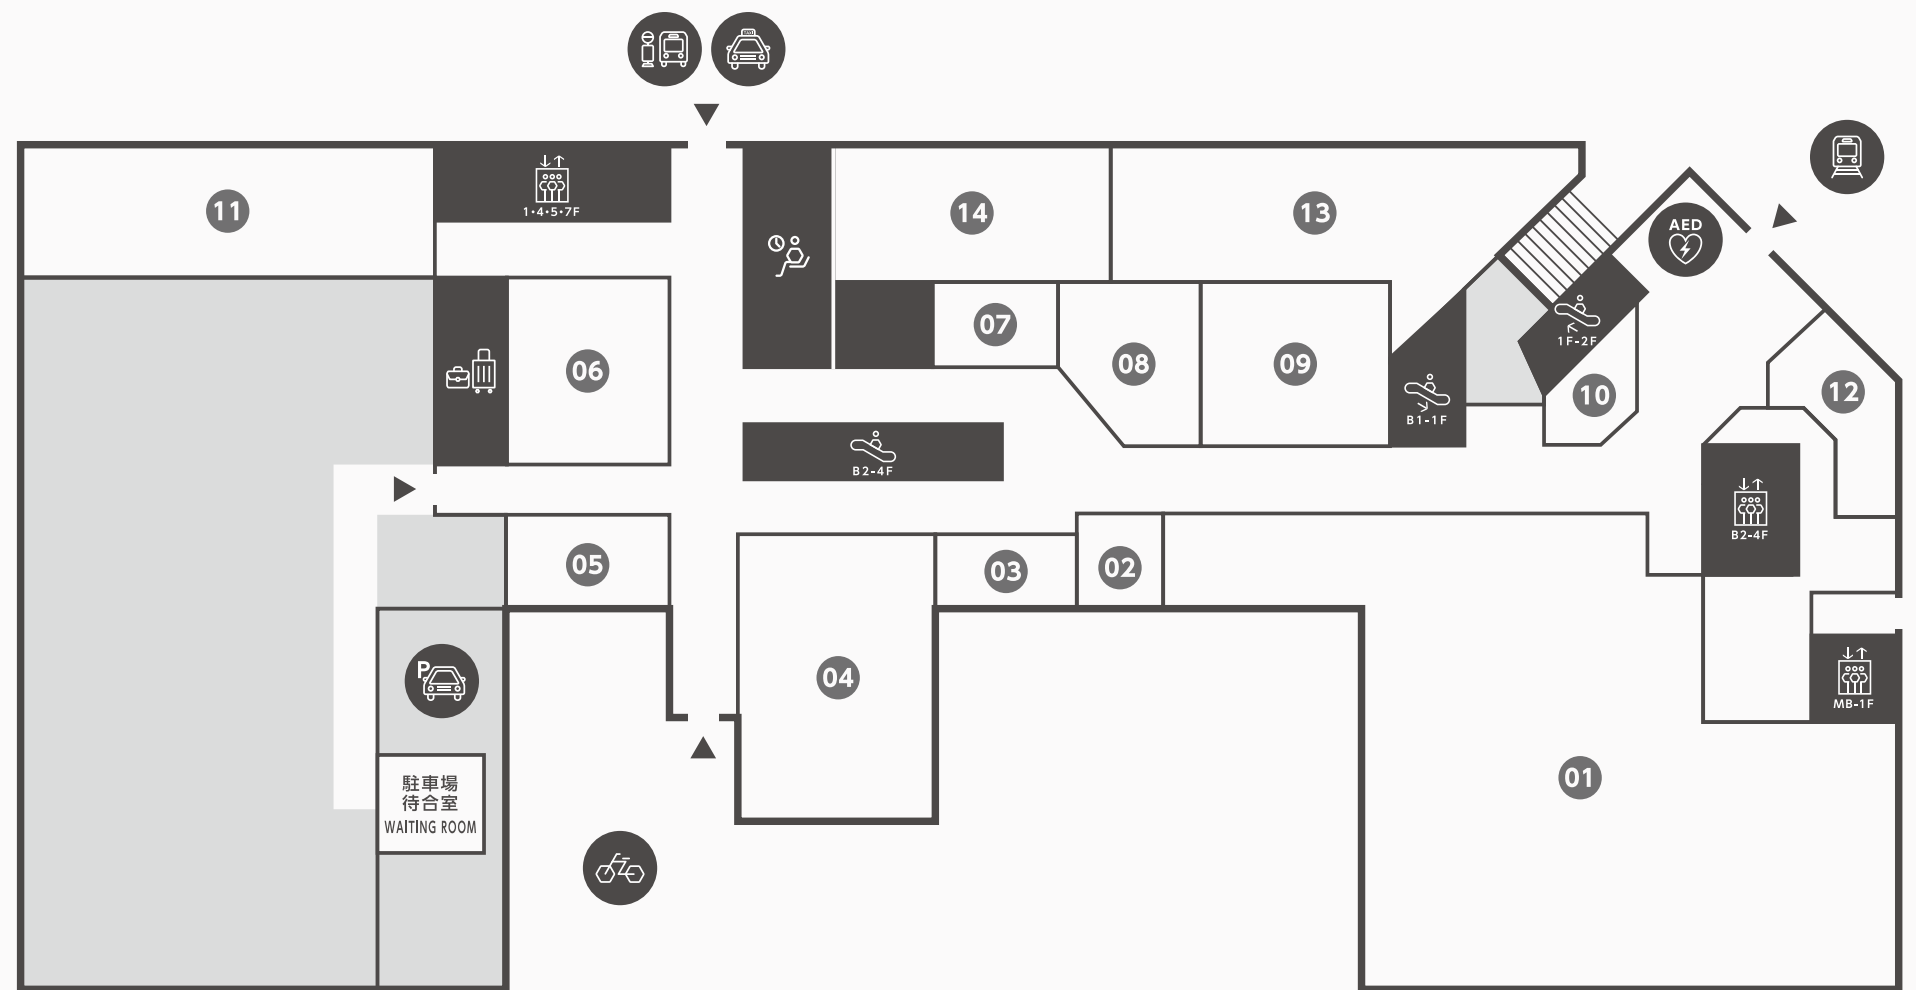 TAXI
11
1•4•5•7F
14
13
AED
07
1F-2F
06
08
09
10
12
B1-1F
B2-4F
B2-4F
05
03
02
P
04
MB-1F
駐車場
待合室
WAITING ROOM
01